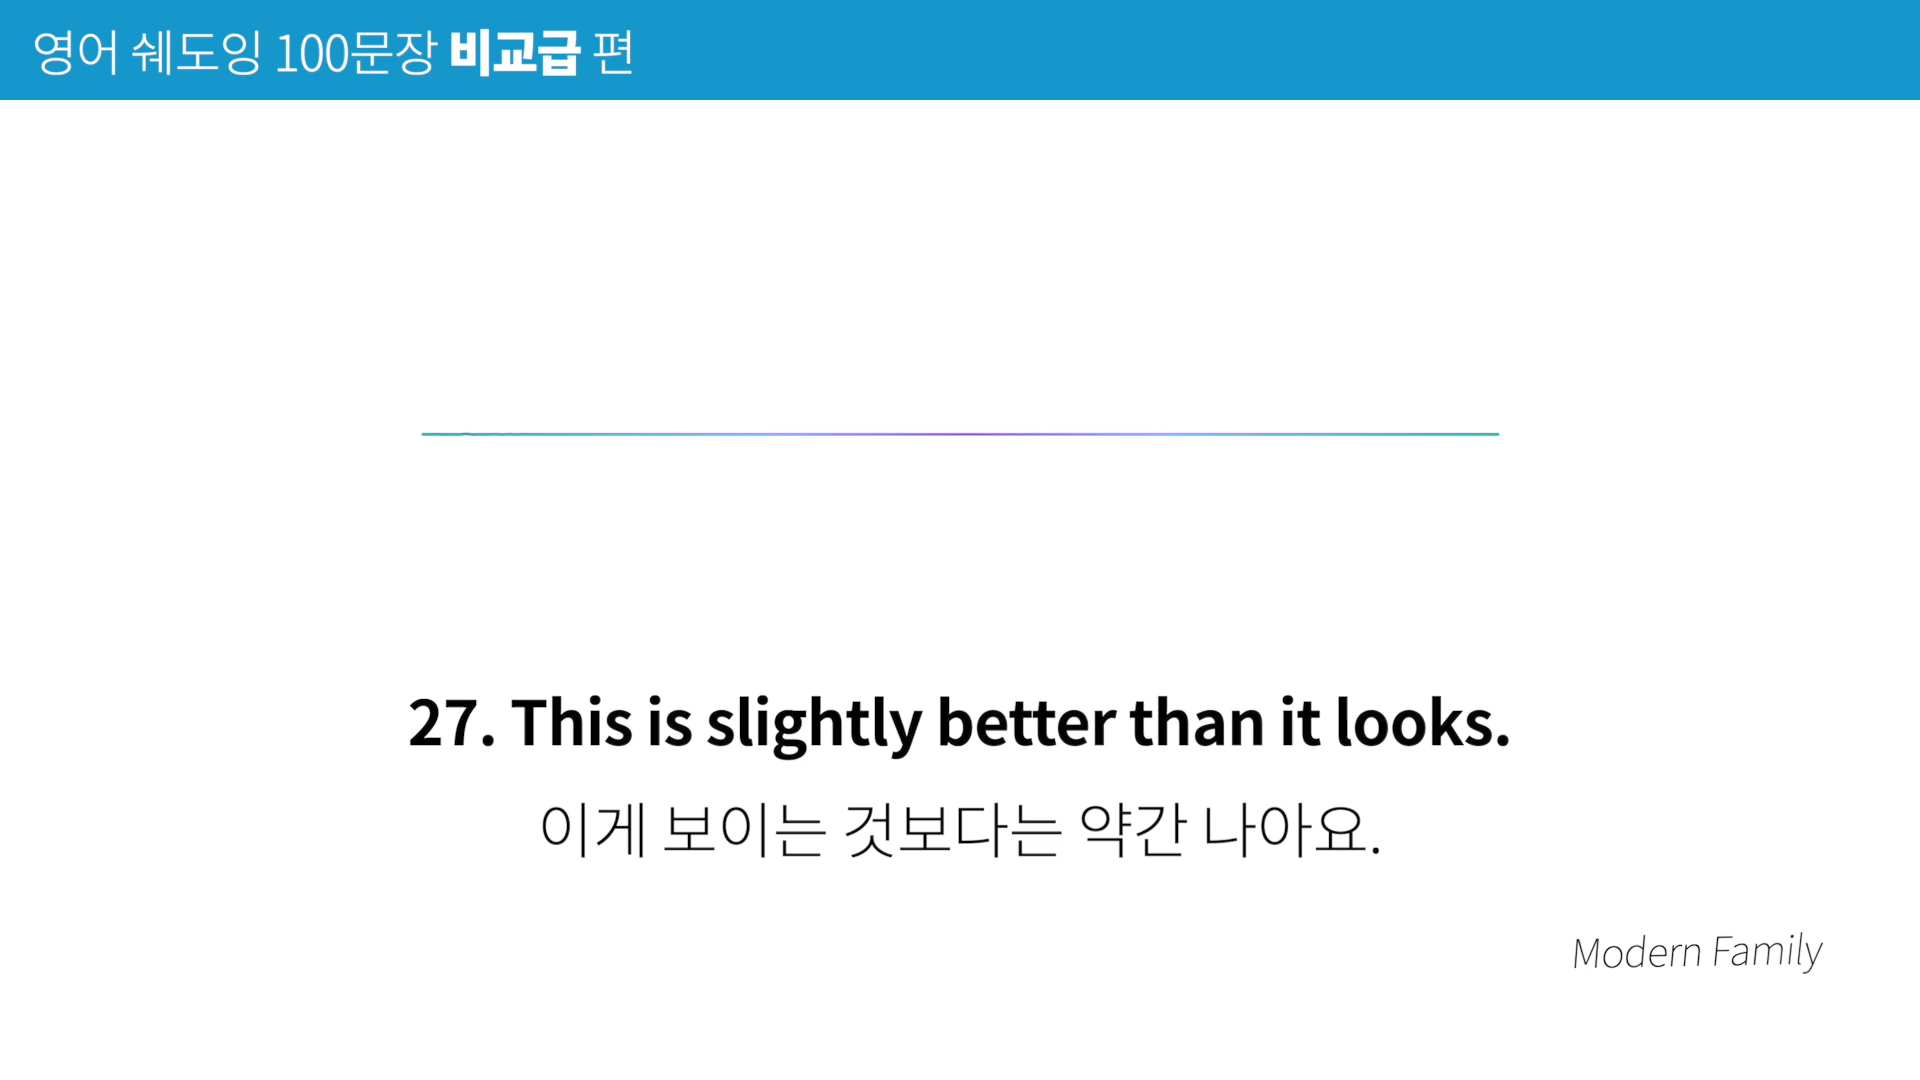 영어 쉐도잉 100문장 비교급 편
27. This is slightly better than it looks.
이게 보이는 것보다는 약간 나아요.
Modern Family